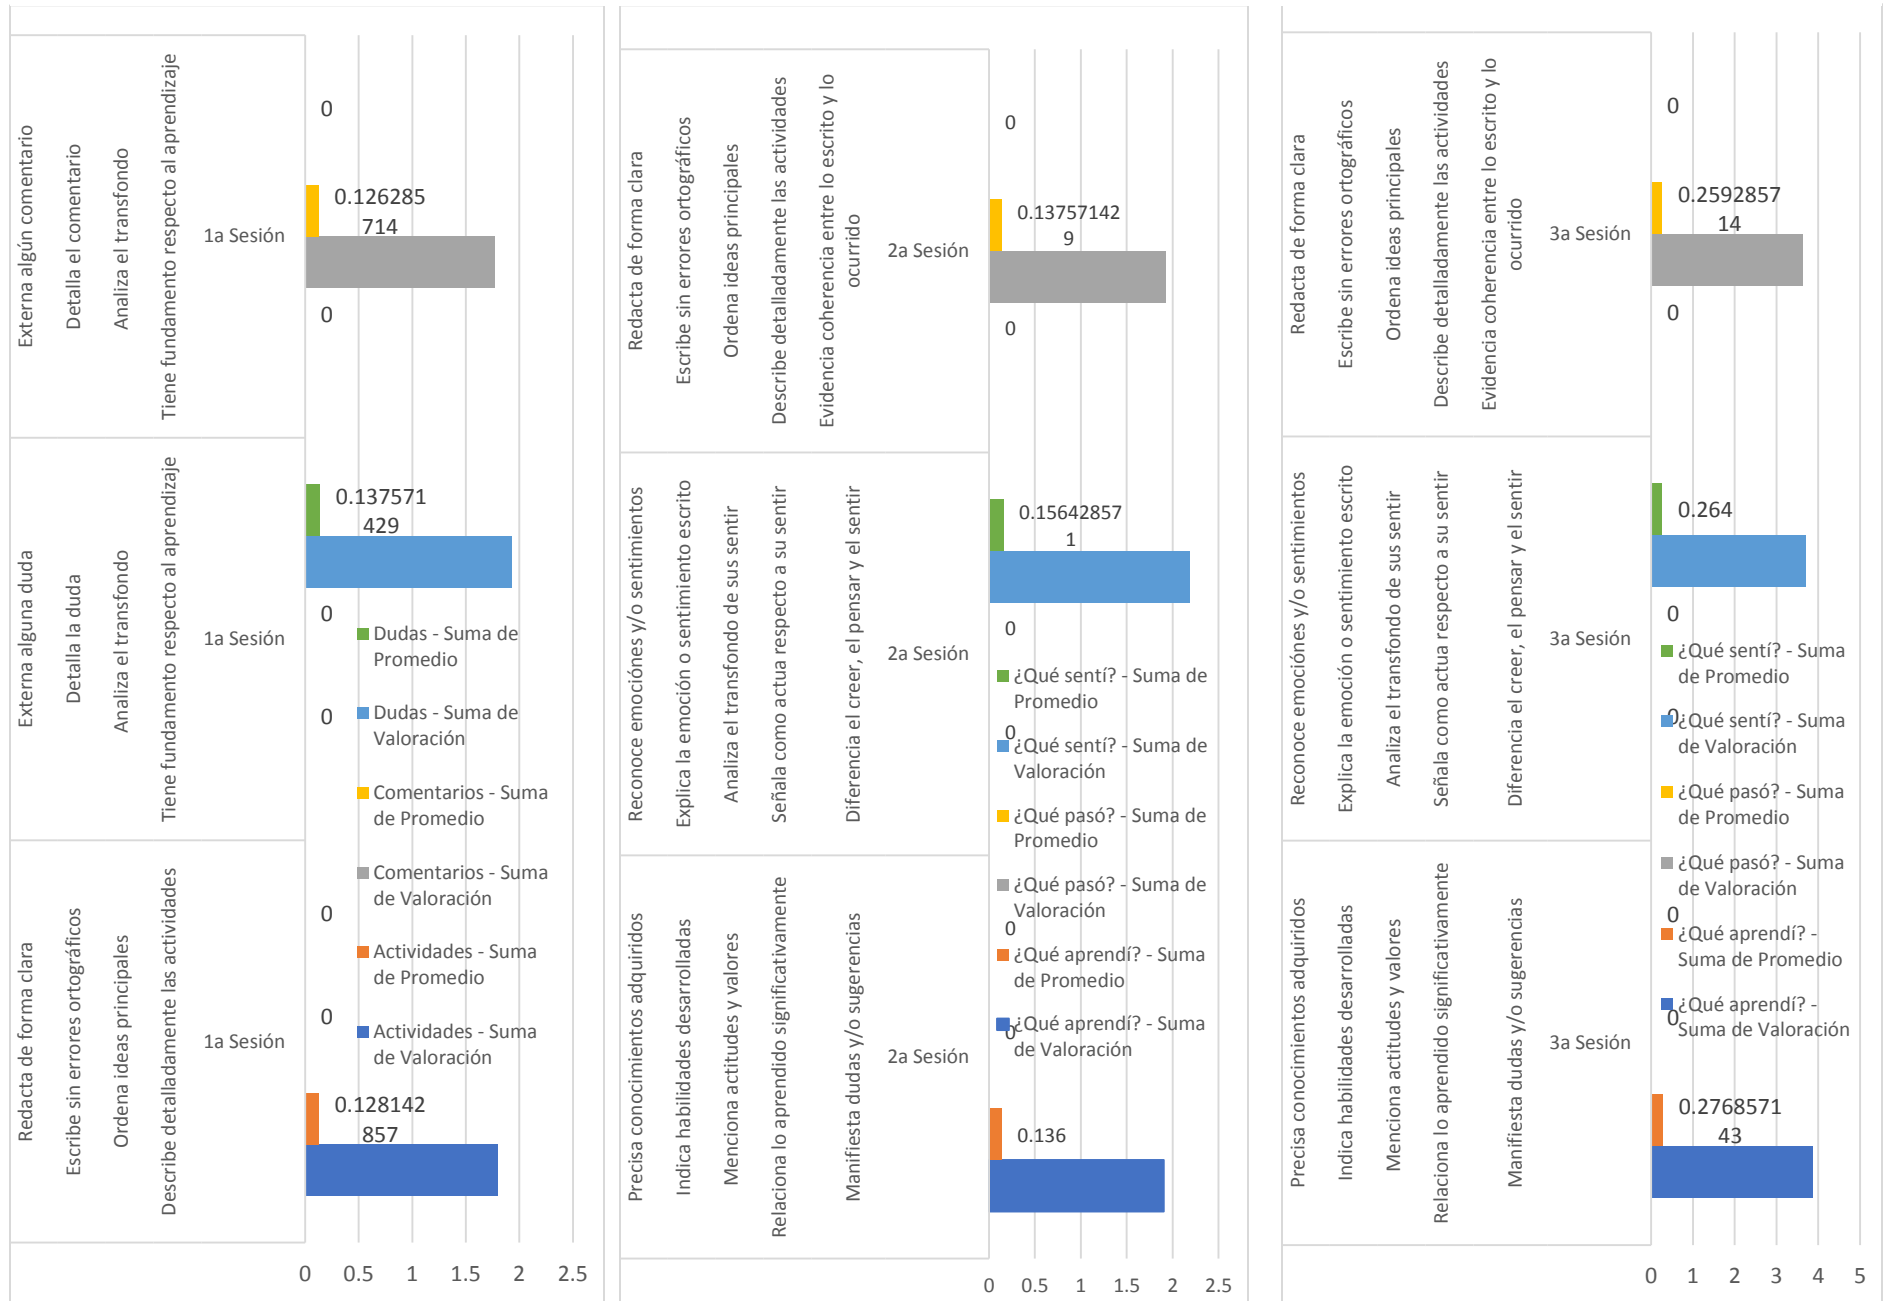 Externa algún comentario
Detalla el comentario
Analiza el transfondo
Tiene fundamento respecto al aprendizaje
1a Sesión
0
0.126285
714
0
Externa alguna duda
Detalla la duda
Analiza el transfondo
Tiene fundamento respecto al aprendizaje
1a Sesión
0.137571
429
0
0
Redacta de forma clara
Escribe sin errores ortográficos
Ordena ideas principales
Describe detalladamente las actividades
1a Sesión
0
0
0.128142
857
Dudas - Suma de
Promedio
Dudas - Suma de
Valoración
Comentarios - Suma
de Promedio
Comentarios - Suma
de Valoración
Actividades - Suma
de Promedio
Actividades - Suma
de Valoración
0 0.5 1 1.5 2 2.5
Redacta de forma clara
Escribe sin errores ortográficos
Ordena ideas principales
Describe detalladamente las actividades
Evidencia coherencia entre lo escrito y lo
ocurrido
2a Sesión
0
0.13757142
9
0
Reconoce emociónes y/o sentimientos
Explica la emoción o sentimiento escrito
Analiza el transfondo de sus sentir
Señala como actua respecto a su sentir
Diferencia el creer, el pensar y el sentir
2a Sesión
0.15642857
1
0
0
Precisa conocimientos adquiridos
Indica habilidades desarrolladas
Menciona actitudes y valores
Relaciona lo aprendido significativamente
Manifiesta dudas y/o sugerencias
2a Sesión
0
0
0.136
¿Qué sentí? - Suma de
Promedio
¿Qué sentí? - Suma de
Valoración
¿Qué pasó? - Suma de
Promedio
¿Qué pasó? - Suma de
Valoración
¿Qué aprendí? - Suma
de Promedio
¿Qué aprendí? - Suma
de Valoración
0 0.5 1 1.5 2 2.5
Redacta de forma clara
Escribe sin errores ortográficos
Ordena ideas principales
Describe detalladamente las actividades
Evidencia coherencia entre lo escrito y lo
ocurrido
3a Sesión
0
0.2592857
14
0
Reconoce emociónes y/o sentimientos
Explica la emoción o sentimiento escrito
Analiza el transfondo de sus sentir
Señala como actua respecto a su sentir
Diferencia el creer, el pensar y el sentir
3a Sesión
0.264
0
0
Precisa conocimientos adquiridos
Indica habilidades desarrolladas
Menciona actitudes y valores
Relaciona lo aprendido significativamente
Manifiesta dudas y/o sugerencias
3a Sesión
0
0
0.2768571
43
¿Qué sentí? - Suma
de Promedio
¿Qué sentí? - Suma
de Valoración
¿Qué pasó? - Suma
de Promedio
¿Qué pasó? - Suma
de Valoración
¿Qué aprendí? -
Suma de Promedio
¿Qué aprendí? -
Suma de Valoración
0 1 2 3 4 5